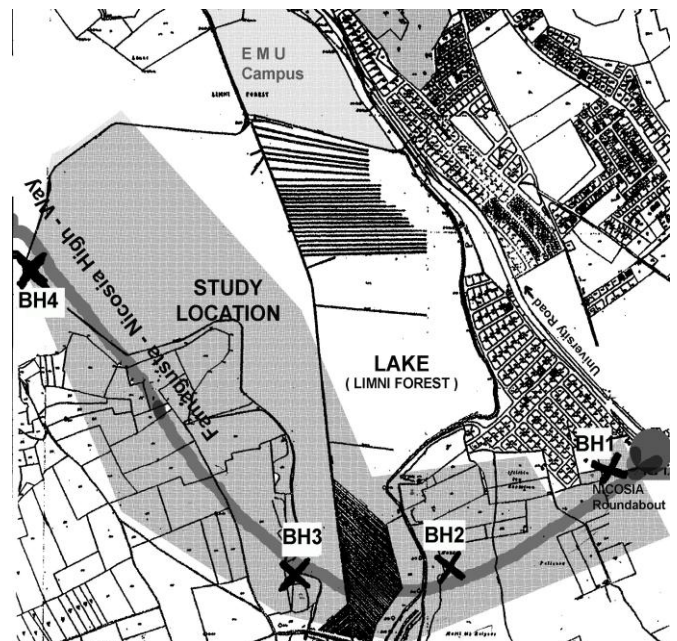 E M U
Campus
LIMNI FOREST
Famagusta - Nicosia High - Way
BH4
STUDY
LOCATION
LAKE
( LIMNI FOREST )
University Road
BH1
NICOSIA
Roundabout
BH3
BH2